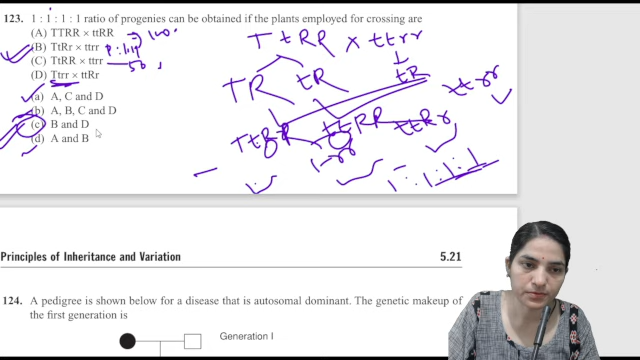 123. 1 : 1 : 1 : 1 ratio of progenies can be obtained if the plants employed for crossing are
(A) TTRR × ttRR
(B) TtRr × ttrr
(C) TtRR × ttrr
(D) Ttrr × ttRr
(a) A, C and D
(b) A, B, C and D
(c) B and D
(d) A and B
TtRR × ttrr
TR tR tR
ttRR ttRr
1 : 1 : 1 : 1
Principles of Inheritance and Variation 5.21
124. A pedigree is shown below for a disease that is autosomal dominant. The genetic makeup of
the first generation is
Generation I